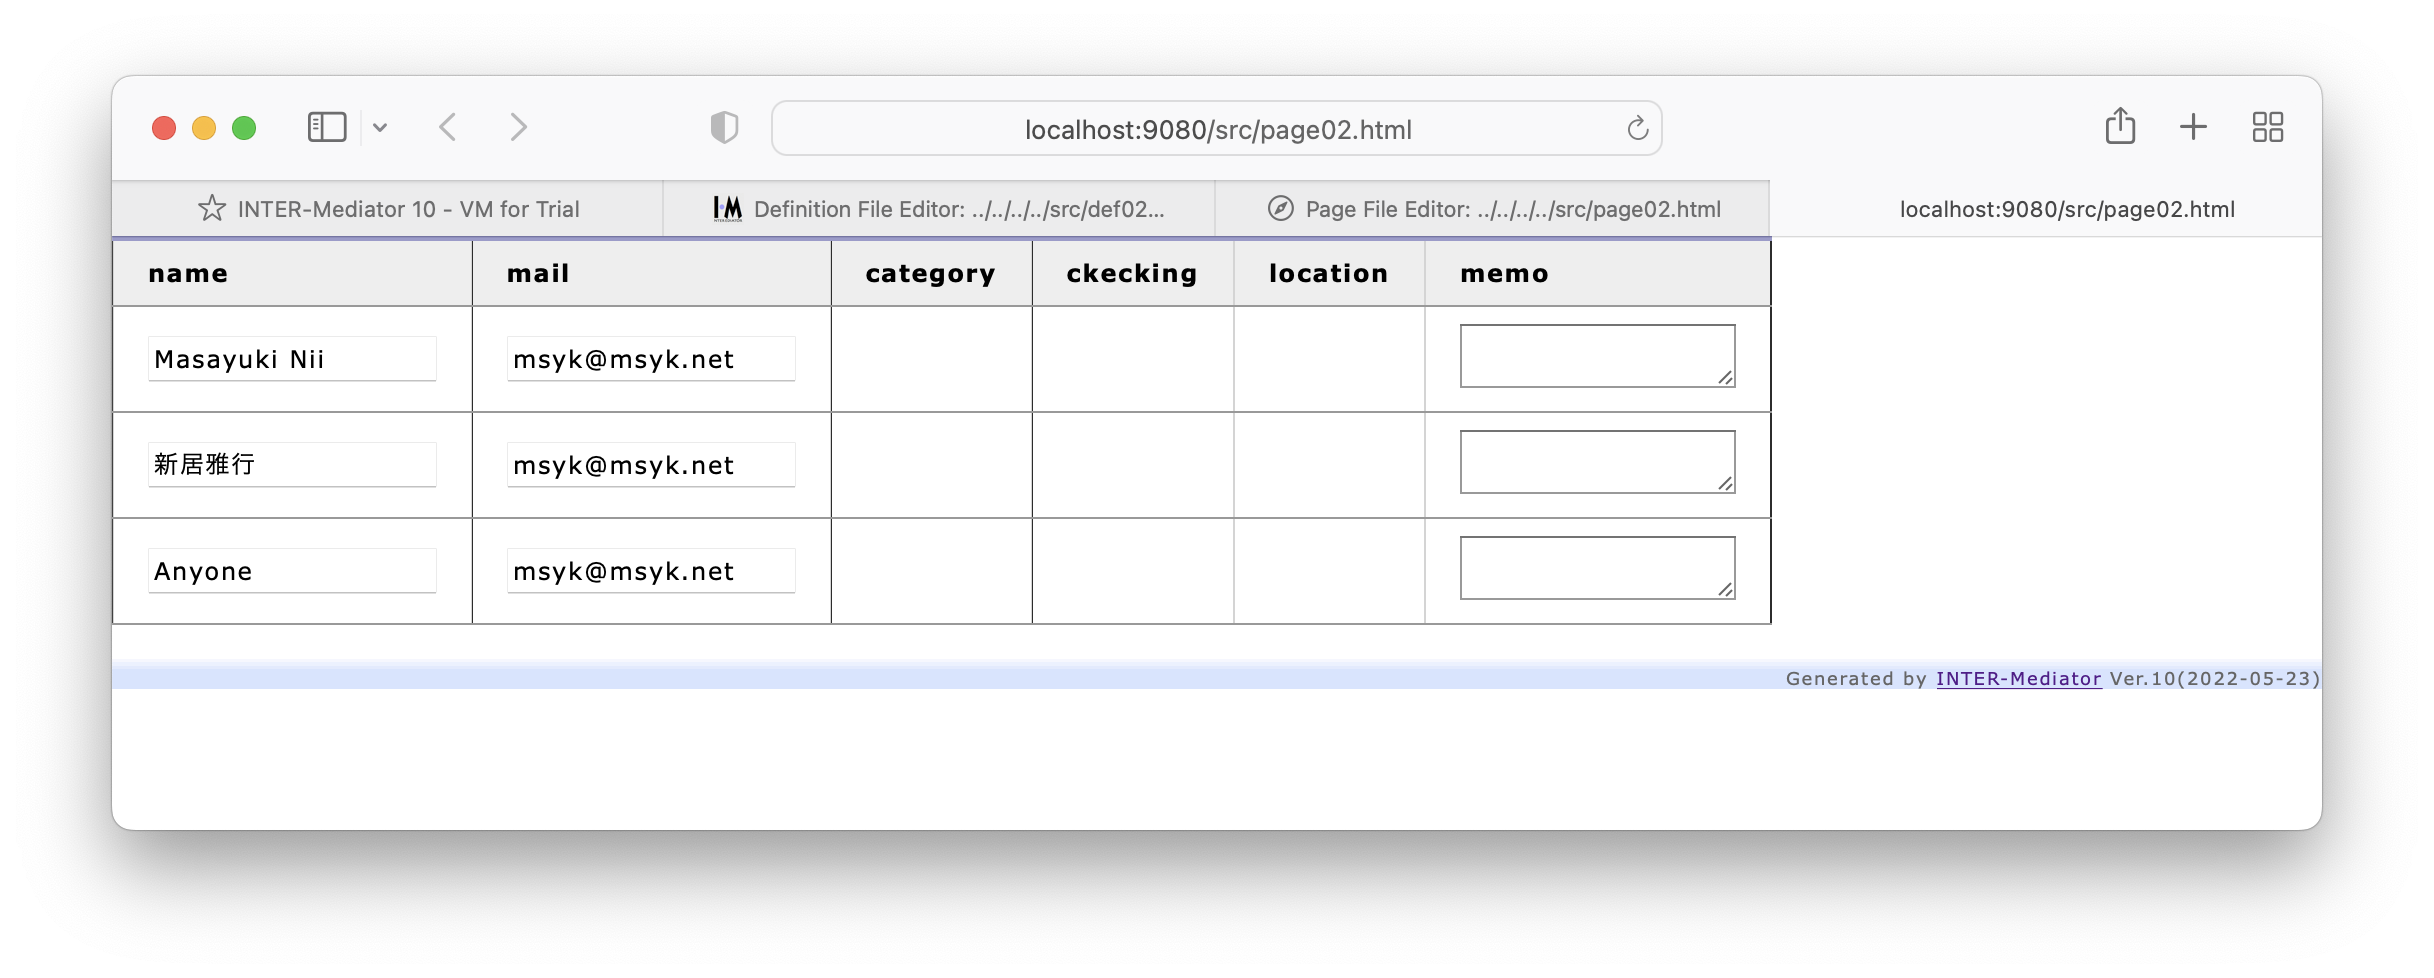 localhost:9080/src/page02.html
INTER-Mediator 10 - VM for Trial
I•M Definition File Editor: ../../../../src/def02...
Page File Editor: ../../../../src/page02.html
localhost:9080/src/page02.html
name mail category ckecking location memo
Masayuki Nii msyk@msyk.net
新居雅行 msyk@msyk.net
Anyone msyk@msyk.net
Generated by INTER-Mediator Ver.10(2022-05-23)